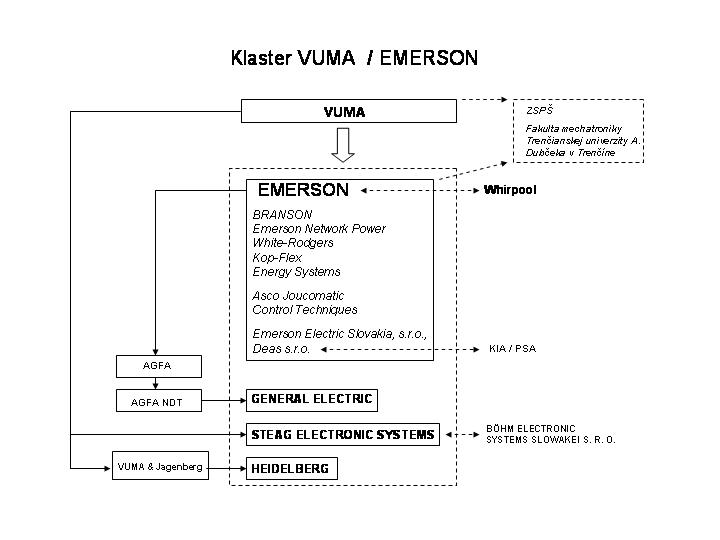 Klaster VUMA / EMERSON
VUMA
ZSPŠ
Fakulta mechatroniky
Trenčianskej univerzity A.
Dubčeka v Trenčíne
EMERSON
Whirpool
BRANSON
Emerson Network Power
White-Rodgers
Kop-Flex
Energy Systems
Asco Joucomatic
Control Techniques
Emerson Electric Slovakia, s.r.o.,
Deas s.r.o.
KIA / PSA
AGFA
AGFA NDT
GENERAL ELECTRIC
STEAG ELECTRONIC SYSTEMS
BÖHM ELECTRONIC
SYSTEMS SLOWAKEI S. R. O.
VUMA & Jagenberg
HEIDELBERG